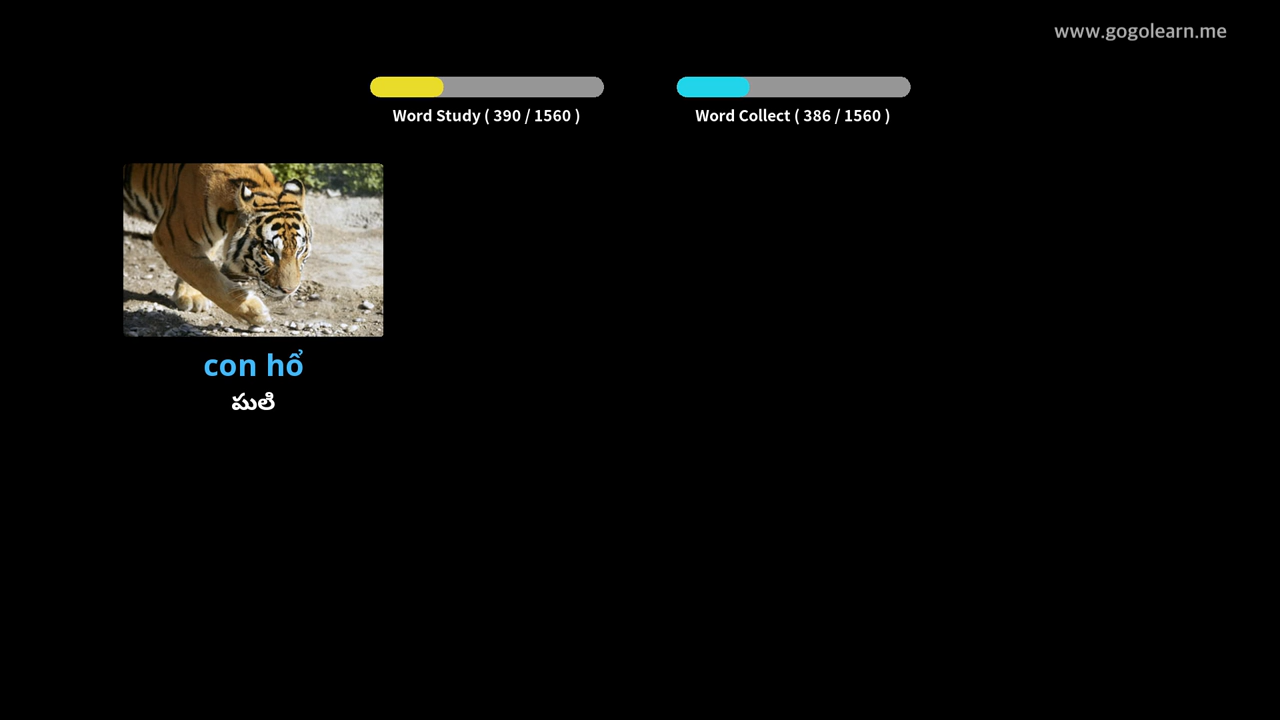 www.gogolearn.me
Word Study ( 390 / 1560 )
Word Collect ( 386 / 1560 )
con hổ
పులి